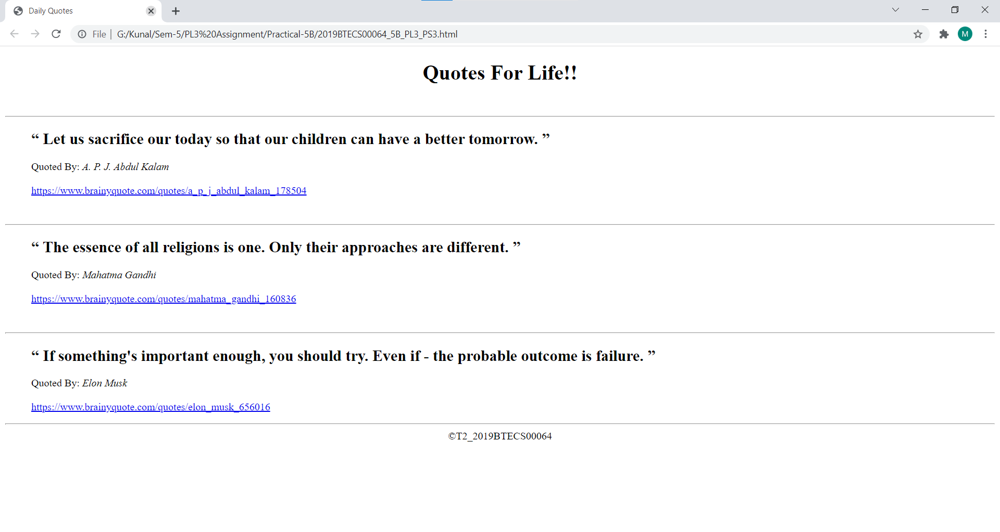 Daily Quotes
File | G:/Kunal/Sem-5/PL3%20Assignment/Practical-5B/2019BTECS00064_5B_PL3_PS3.html
M
Quotes For Life!!
“ Let us sacrifice our today so that our children can have a better tomorrow. ”
Quoted By: A. P. J. Abdul Kalam
https://www.brainyquote.com/quotes/a_p_j_abdul_kalam_178504
“ The essence of all religions is one. Only their approaches are different. ”
Quoted By: Mahatma Gandhi
https://www.brainyquote.com/quotes/mahatma_gandhi_160836
“ If something's important enough, you should try. Even if - the probable outcome is failure. ”
Quoted By: Elon Musk
https://www.brainyquote.com/quotes/elon_musk_656016
©T2_2019BTECS00064